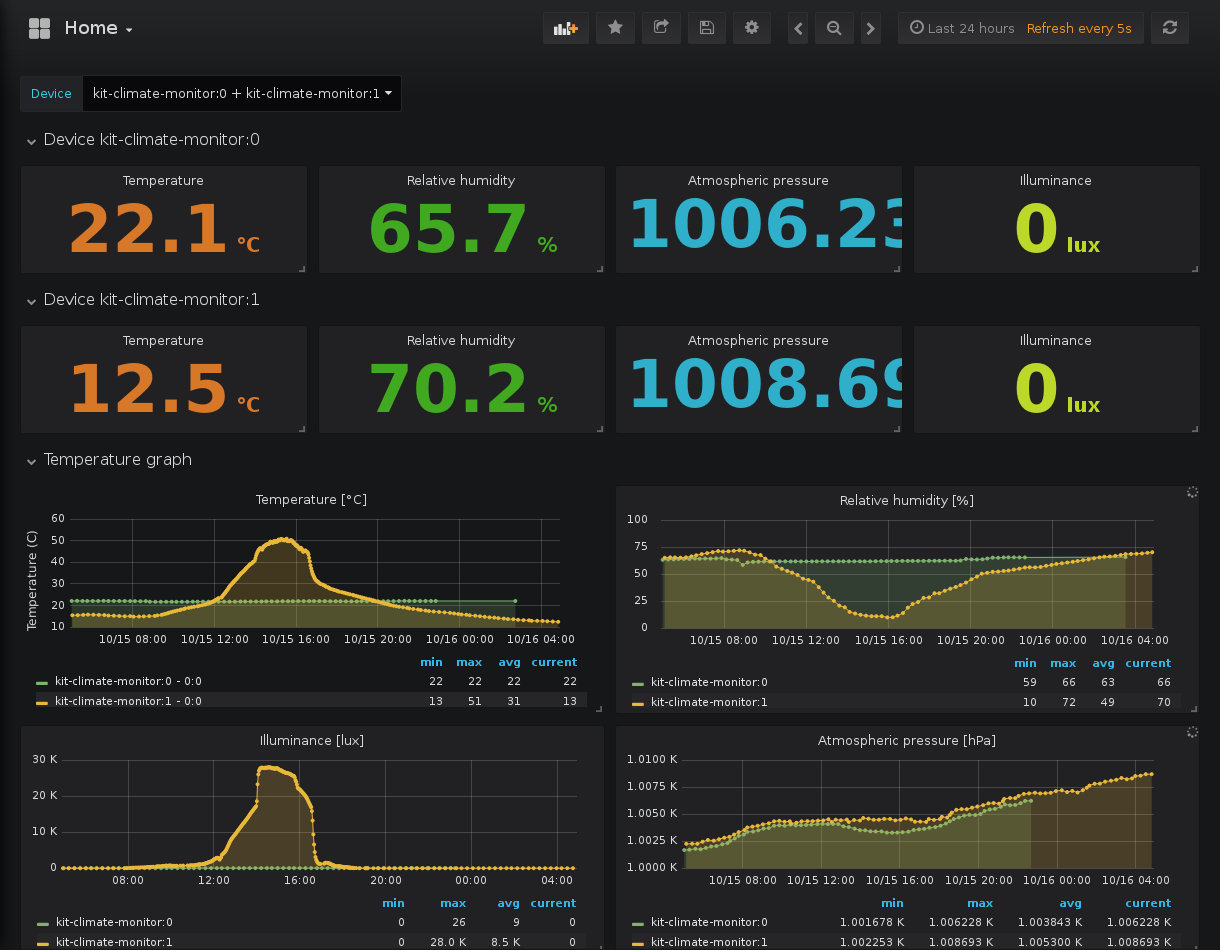 Home
Last 24 hours Refresh every 5s
Device kit-climate-monitor:0 + kit-climate-monitor:1
Device kit-climate-monitor:0
Temperature Relative humidity Atmospheric pressure Illuminance
22.1 °C 65.7 % 1006.23 0 lux
Device kit-climate-monitor:1
Temperature Relative humidity Atmospheric pressure Illuminance
12.5 °C 70.2 % 1008.69 0 lux
Temperature graph
Temperature [°C]
Temperature (C)
60
50
40
30
20
10
10/15 08:00 10/15 12:00 10/15 16:00 10/15 20:00 10/16 00:00 10/16 04:00
min max avg current
kit-climate-monitor:0 - 0:0 22 22 22 22
kit-climate-monitor:1 - 0:0 13 51 31 13
Relative humidity [%]
100
75
50
25
0
10/15 08:00 10/15 12:00 10/15 16:00 10/15 20:00 10/16 00:00 10/16 04:00
min max avg current
kit-climate-monitor:0 59 66 63 66
kit-climate-monitor:1 10 72 49 70
Illuminance [lux]
30 K
20 K
10 K
0
08:00 12:00 16:00 20:00 00:00 04:00
min max avg current
kit-climate-monitor:0 0 26 9 0
kit-climate-monitor:1 0 28.0 K 8.5 K 0
Atmospheric pressure [hPa]
1.0100 K
1.0075 K
1.0050 K
1.0025 K
1.0000 K
10/15 08:00 10/15 12:00 10/15 16:00 10/15 20:00 10/16 00:00 10/16 04:00
min max avg current
kit-climate-monitor:0 1.001678 K 1.006228 K 1.003843 K 1.006228 K
kit-climate-monitor:1 1.002253 K 1.008693 K 1.005300 K 1.008693 K